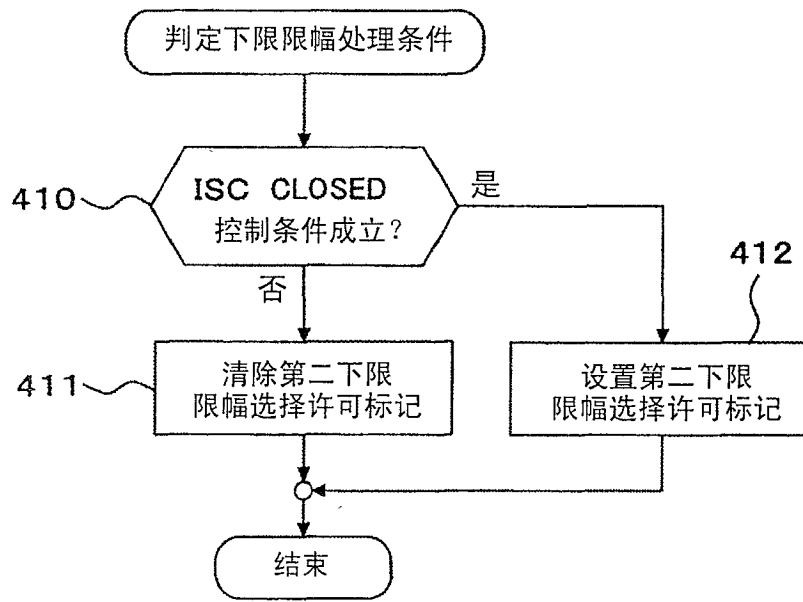 判定下限限幅处理条件
410
ISC CLOSED
控制条件成立?
是
否
412
411
清除第二下限
限幅选择许可标记
设置第二下限
限幅选择许可标记
结束